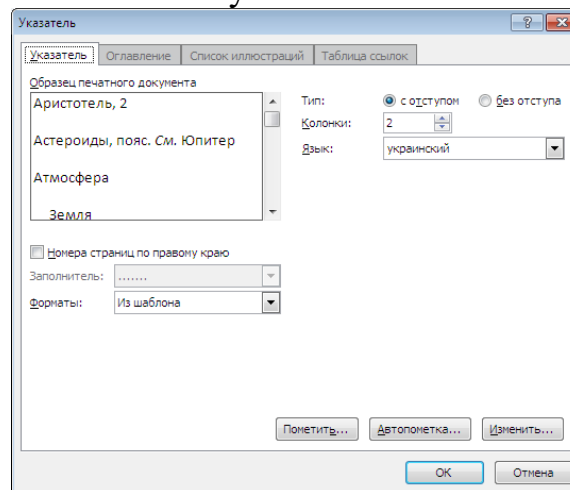 Указатель
Указатель Оглавление Список иллюстраций Таблица ссылок
Образец печатного документа
Аристотель, 2
Астероиды, пояс. См. Юпитер
Атмосфера
Земля
Тип: с отступом без отступа
Колонки: 2
Язык: украинский
Номера страниц по правому краю
Заполнитель: .......
Форматы: Из шаблона
Пометить... Автопометка... Изменить...
ОК Отмена